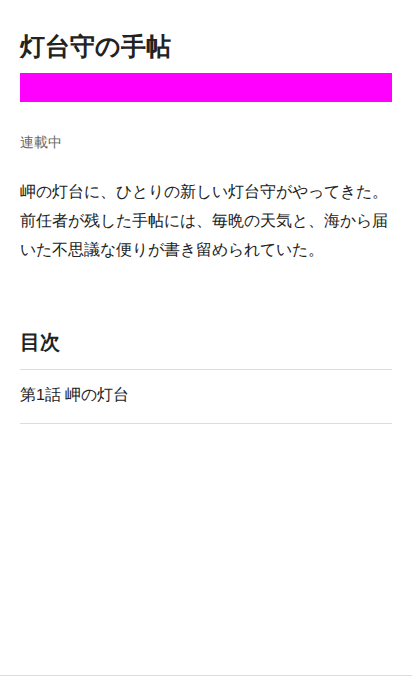 灯台守の手帖
連載中
岬の灯台に、ひとりの新しい灯台守がやってきた。
前任者が残した手帖には、毎晩の天気と、海から届
いた不思議な便りが書き留められていた。
目次
第1話 岬の灯台